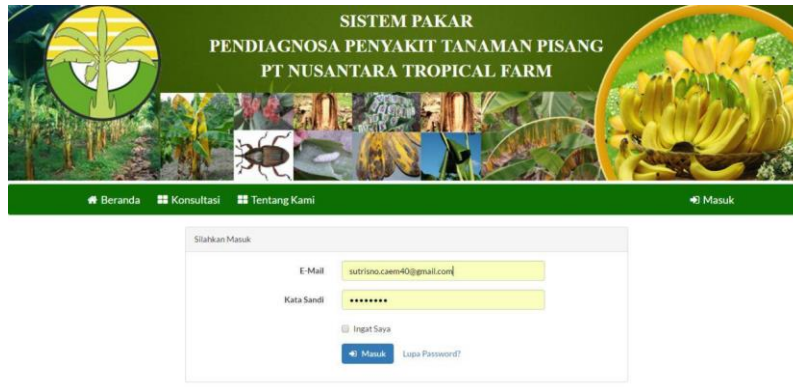 SISTEM PAKAR
PENDIAGNOSA PENYAKIT TANAMAN PISANG
PT NUSANTARA TROPICAL FARM
Beranda Konsultasi Tentang Kami Masuk
Silahkan Masuk
E-Mail sutrisno.caem40@gmail.com
Kata Sandi ••••••••
Ingat Saya
Masuk Lupa Password?